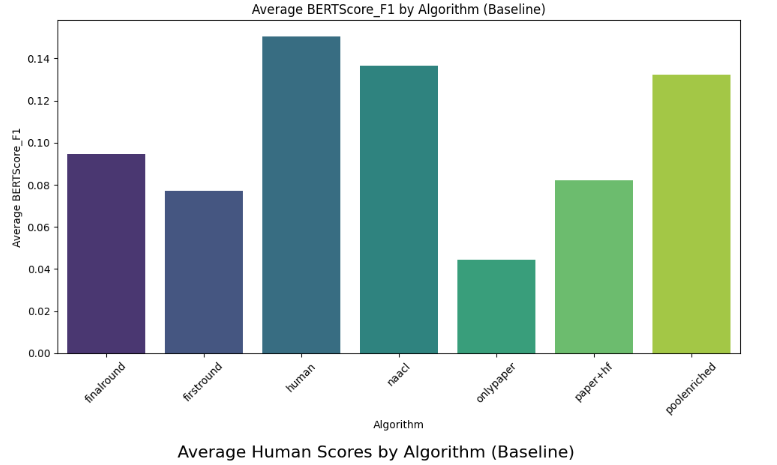 Average BERTScore_F1 by Algorithm (Baseline)
Average BERTScore_F1
0.14
0.12
0.10
0.08
0.06
0.04
0.02
0.00
finalround
firstround
human
naacl
onlypaper
paper+hf
poolenriched
Algorithm
Average Human Scores by Algorithm (Baseline)